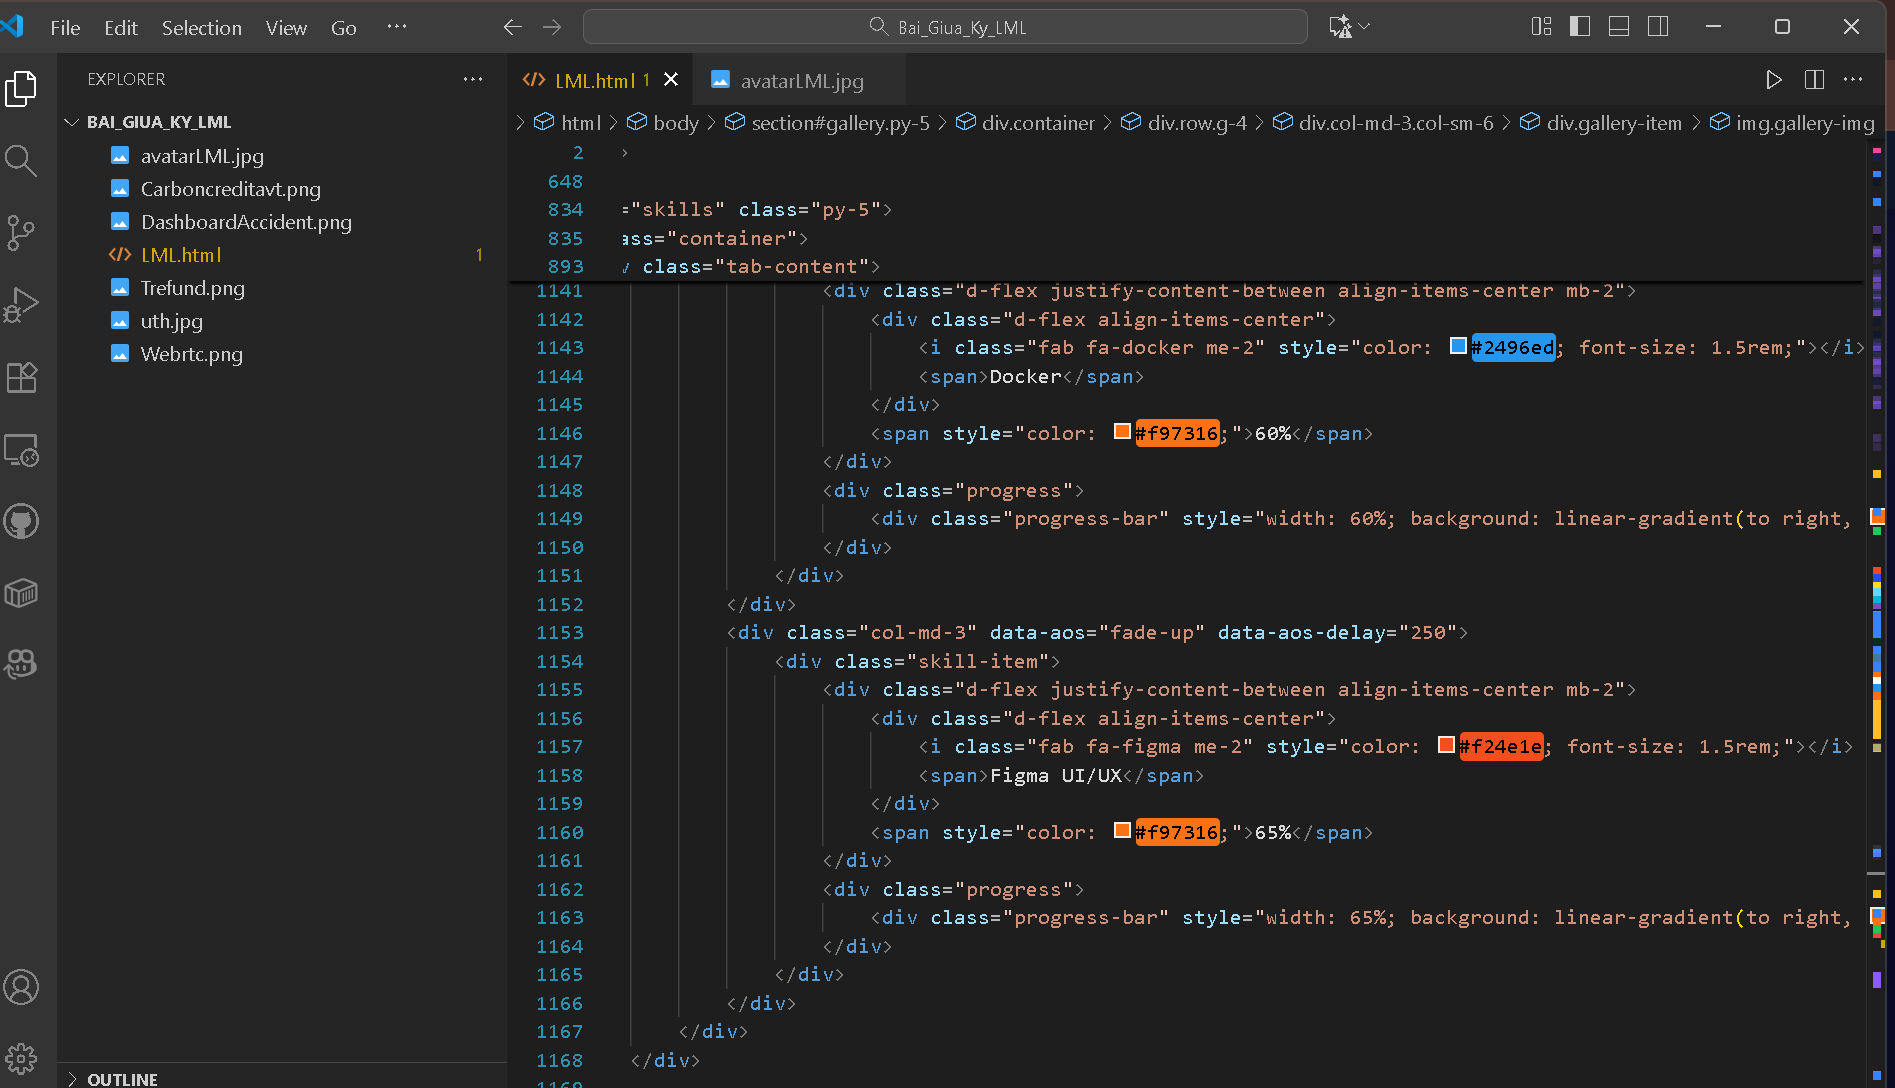 File Edit Selection View Go ···
Bai_Giua_Ky_LML
EXPLORER
BAI_GIUA_KY_LML
avatarLML.jpg
Carboncreditavt.png
DashboardAccident.png
LML.html 1
Trefund.png
uth.jpg
Webrtc.png
OUTLINE
LML.html 1
avatarLML.jpg
html > body > section#gallery.py-5 > div.container > div.row.g-4 > div.col-md-3.col-sm-6 > div.gallery-item > img.gallery-img
2 >
648
834 ="skills" class="py-5">
835 ass="container">
893 class="tab-content">
1141 <div class="d-flex justify-content-between align-items-center mb-2">
1142 <div class="d-flex align-items-center">
1143 <i class="fab fa-docker me-2" style="color: #2496ed; font-size: 1.5rem;"></i>
1144 <span>Docker</span>
1145 </div>
1146 <span style="color: #f97316;">60%</span>
1147 </div>
1148 <div class="progress">
1149 <div class="progress-bar" style="width: 60%; background: linear-gradient(to right,
1150 </div>
1151 </div>
1152 </div>
1153 <div class="col-md-3" data-aos="fade-up" data-aos-delay="250">
1154 <div class="skill-item">
1155 <div class="d-flex justify-content-between align-items-center mb-2">
1156 <div class="d-flex align-items-center">
1157 <i class="fab fa-figma me-2" style="color: #f24e1e; font-size: 1.5rem;"></i>
1158 <span>Figma UI/UX</span>
1159 </div>
1160 <span style="color: #f97316;">65%</span>
1161 </div>
1162 <div class="progress">
1163 <div class="progress-bar" style="width: 65%; background: linear-gradient(to right,
1164 </div>
1165 </div>
1166 </div>
1167 </div>
1168 </div>